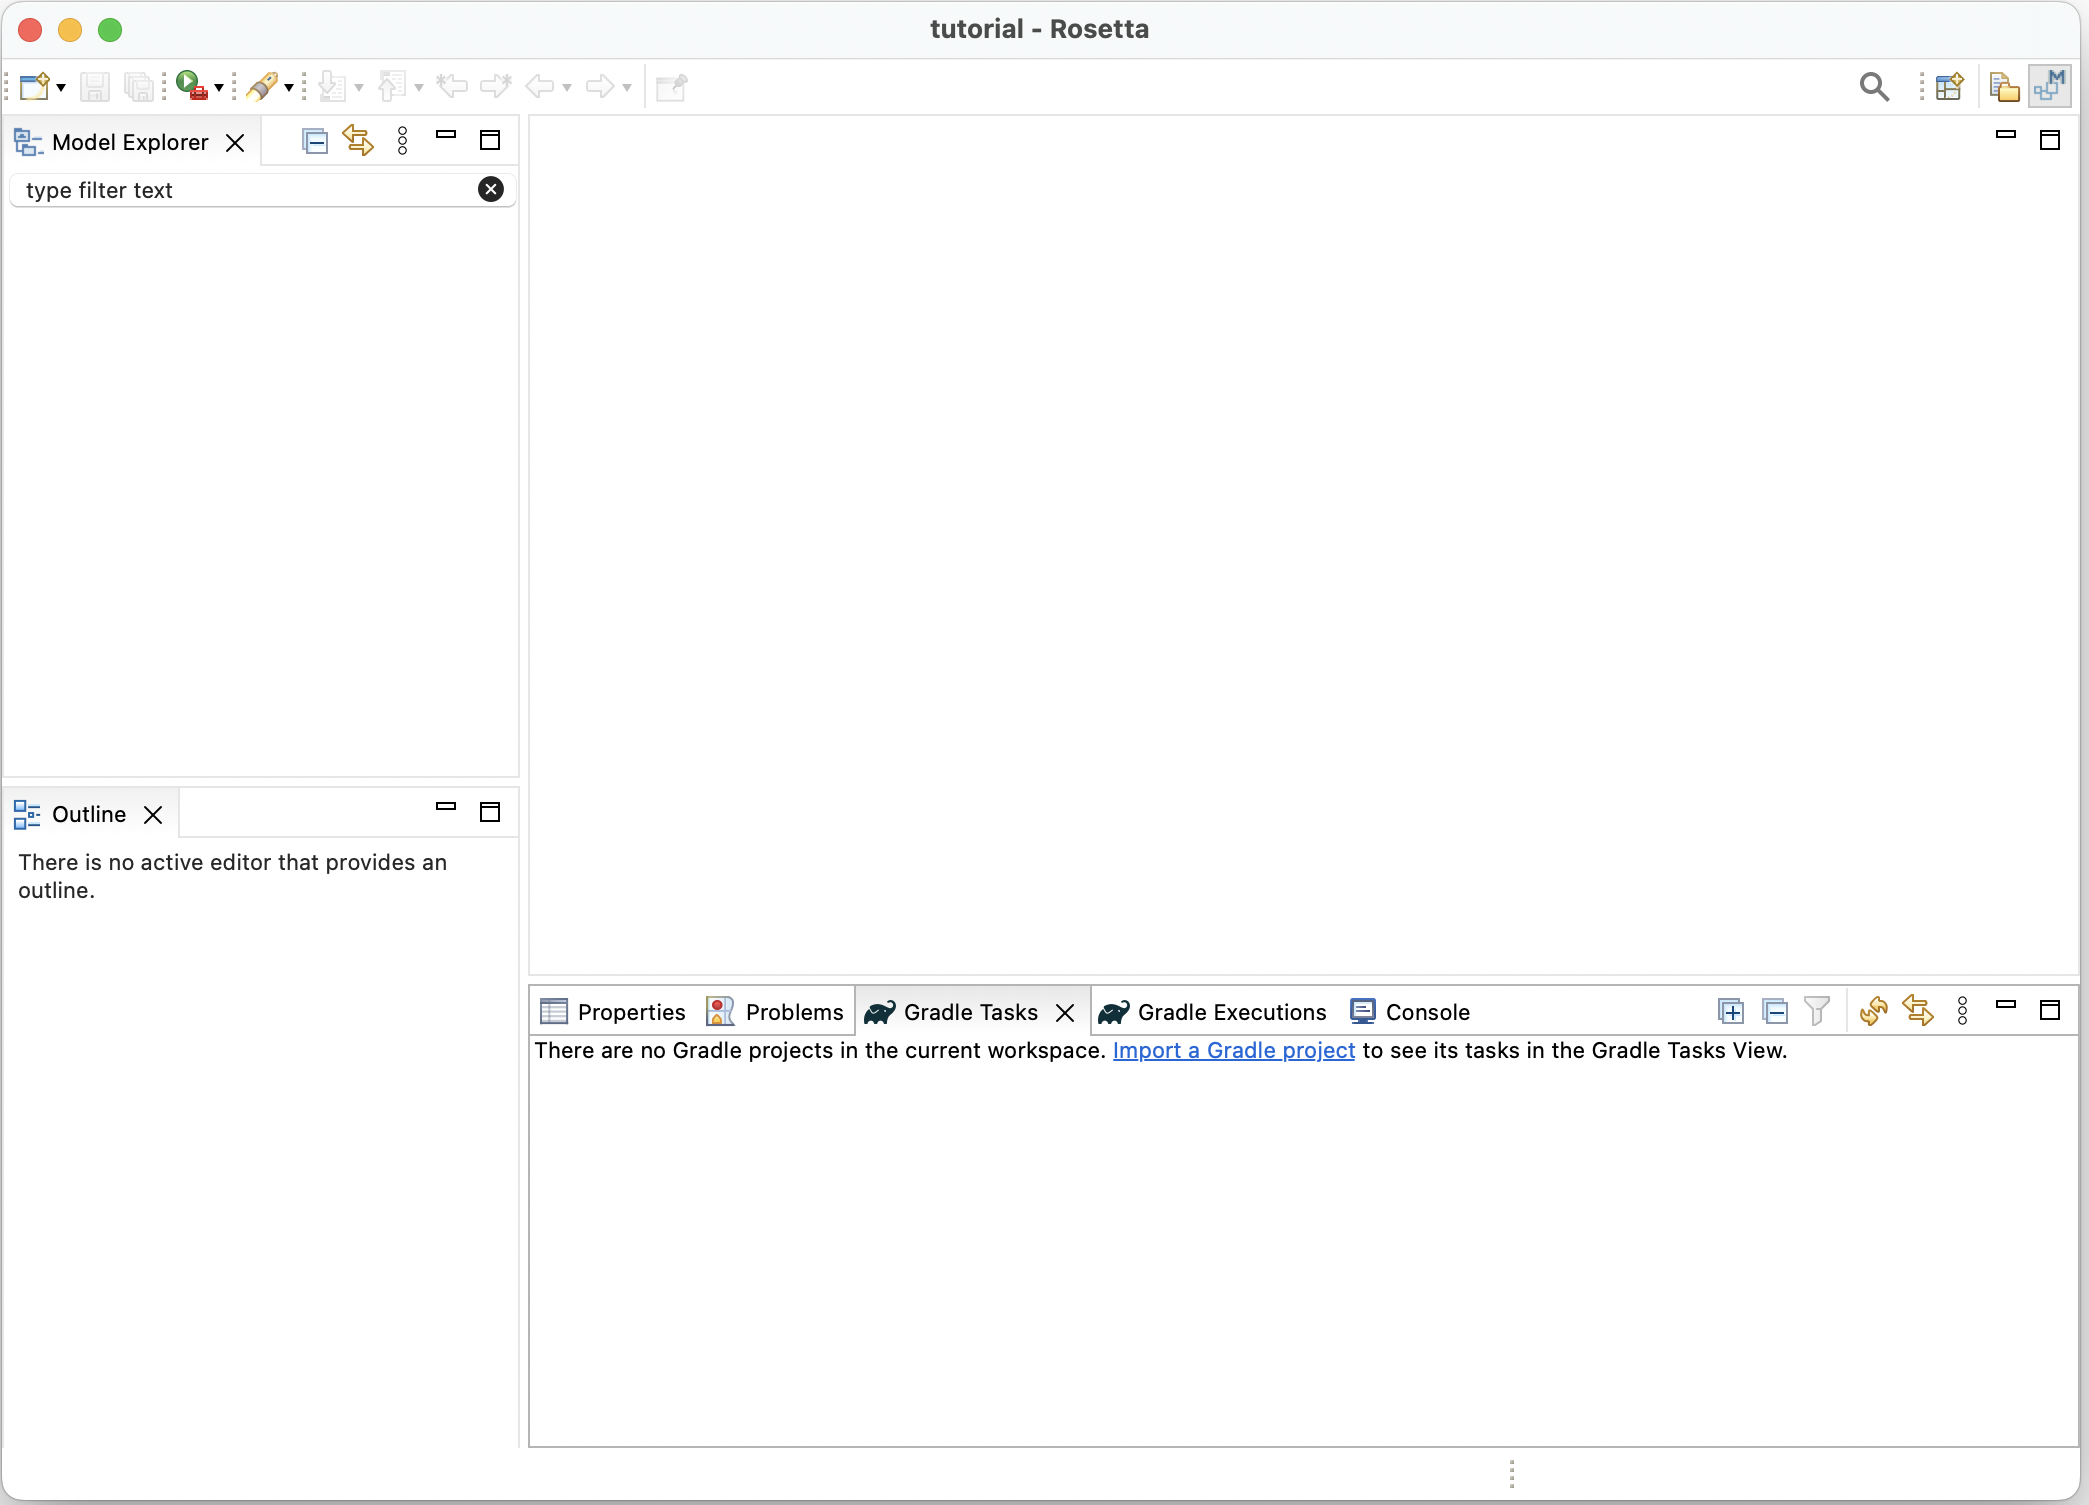 tutorial - Rosetta
Model Explorer
type filter text
Outline
There is no active editor that provides an
outline.
Properties Problems Gradle Tasks Gradle Executions Console
There are no Gradle projects in the current workspace. Import a Gradle project to see its tasks in the Gradle Tasks View.